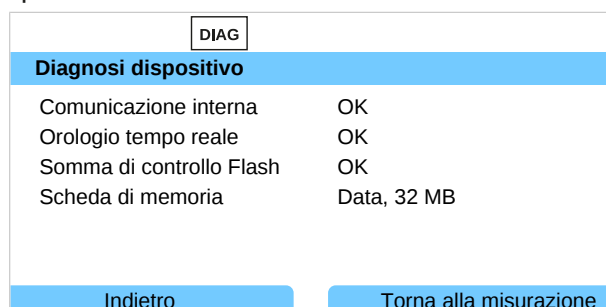 DIAG
Diagnosi dispositivo
Comunicazione interna OK
Orologio tempo reale OK
Somma di controllo Flash OK
Scheda di memoria Data, 32 MB
Indietro Torna alla misurazione